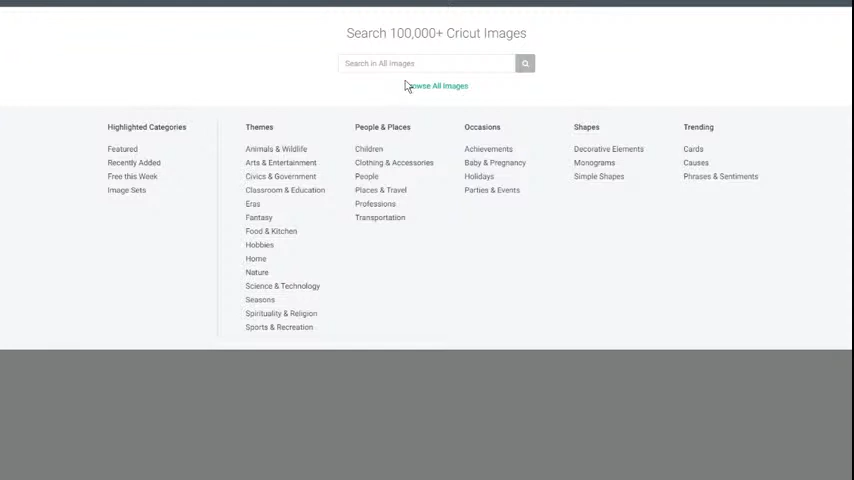 Search 100,000+ Cricut Images
Search in All Images
owse All Images
Highlighted Categories
Featured
Recently Added
Free this Week
Image Sets
Themes
Animals & Wildlife
Arts & Entertainment
Civics & Government
Classroom & Education
Eras
Fantasy
Food & Kitchen
Hobbies
Home
Nature
Science & Technology
Seasons
Spirituality & Religion
Sports & Recreation
People & Places
Children
Clothing & Accessories
People
Places & Travel
Professions
Transportation
Occasions
Achievements
Baby & Pregnancy
Holidays
Parties & Events
Shapes
Decorative Elements
Monograms
Simple Shapes
Trending
Cards
Causes
Phrases & Sentiments